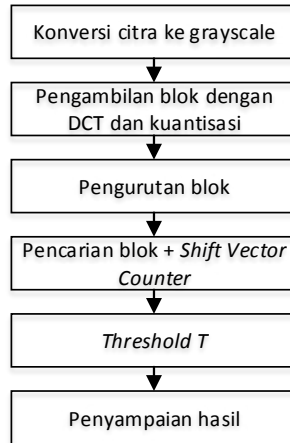 Konversi citra ke grayscale
Pengambilan blok dengan
DCT dan kuantisasi
Pengurutan blok
Pencarian blok + Shift Vector
Counter
Threshold T
Penyampaian hasil